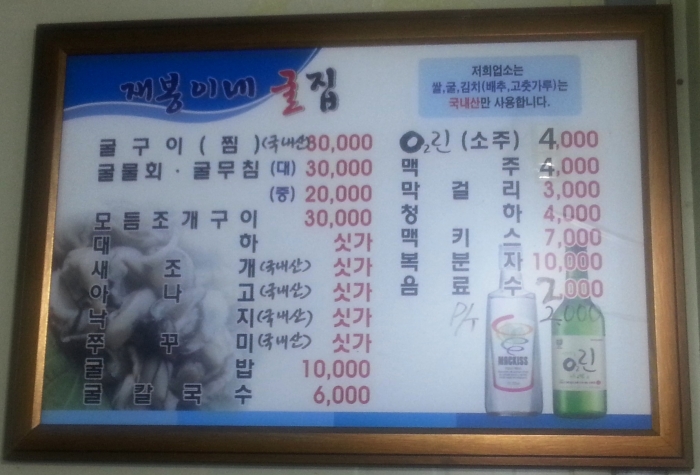 재봉이네 굴집
저희업소는
쌀,굴,김치(배추,고춧가루)는
국내산만 사용합니다.
굴구이(찜)(국내산) 30,000
굴물회·굴무침 (대) 30,000
(중) 20,000
모듬조개구이 30,000
대하 싯가
새조개(국내산) 싯가
아나고(국내산) 싯가
낙지(국내산) 싯가
쭈꾸미(국내산) 싯가
굴밥 10,000
굴칼국수 6,000
O₂린 (소주) 4,000
맥주 4,000
막걸리 3,000
청하 4,000
맥키스 7,000
복분자 10,000
음료수 2,000
P/T 2,000
MACKISS
O₂린